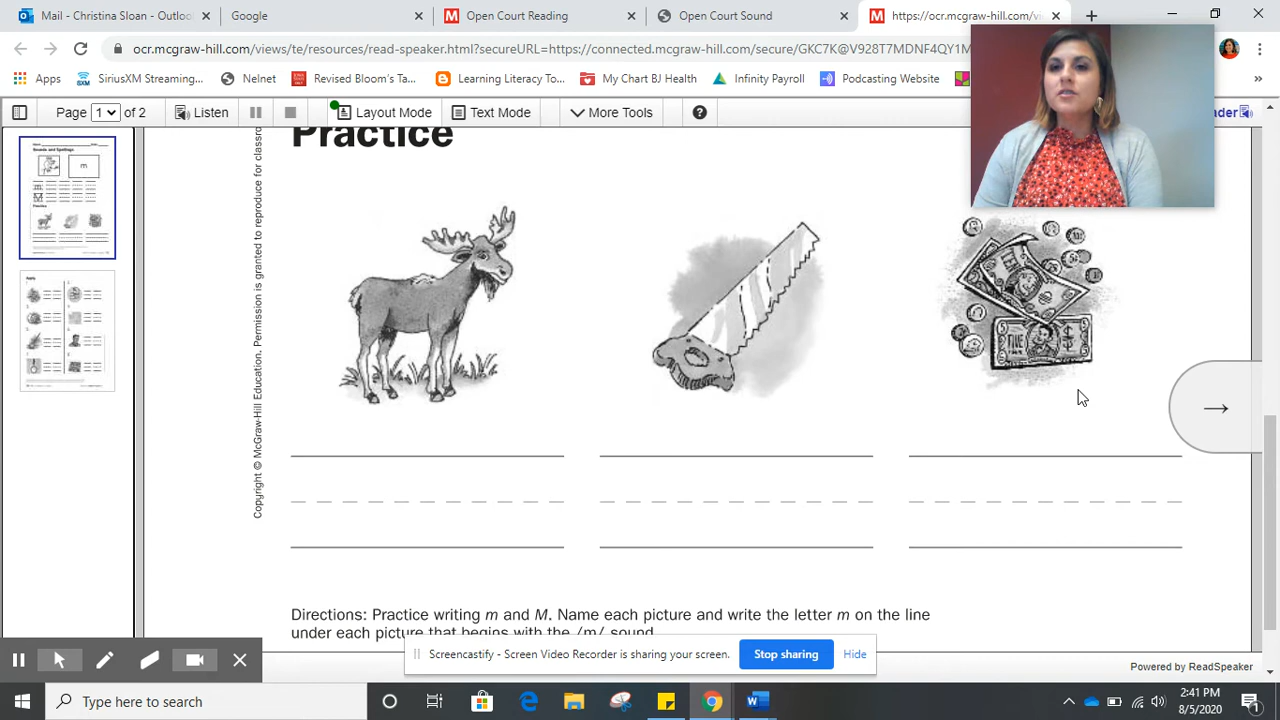 Mail - Christina Sloan - Outlo
Google
Open Court Reading
Open Court Sound
https://ocr.mcgraw-hill.com/vi
ocr.mcgraw-hill.com/views/te/resources/read-speaker.html?secureURL=https://connected.mcgraw-hill.com/secure/GKC7K@V928T7MDNF4QY1M
Apps
SiriusXM Streaming...
Nelnet
Revised Bloom's Ta...
Learning Literacy To...
My Chart BJ Health
Infinity Payroll
Podcasting Website
»
Page 1 of 2
Listen
Layout Mode
Text Mode
More Tools
?
Sounds and Spellings
m
Practice
Copyright © McGraw-Hill Education. Permission is granted to reproduce for classro
FIVE
5
Directions: Practice writing m and M. Name each picture and write the letter m on the line
under each picture that begins with the /m/ sound
Screencastify - Screen Video Recorder is sharing your screen.
Stop sharing
Hide
Powered by ReadSpeaker
Type here to search
2:41 PM
8/5/2020